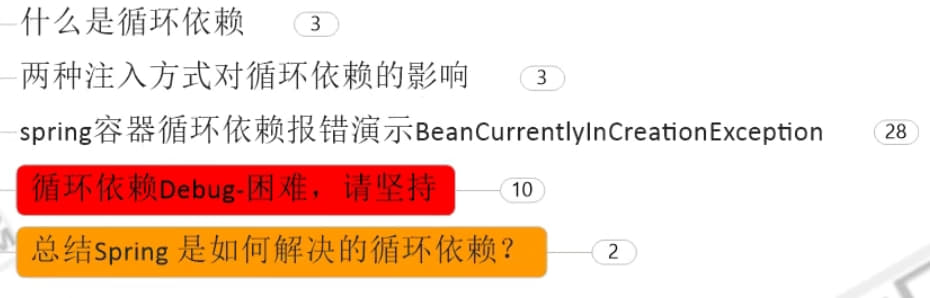 什么是循环依赖 3
两种注入方式对循环依赖的影响 3
spring容器循环依赖报错演示BeanCurrentlyInCreationException 28
循环依赖Debug-困难，请坚持 10
总结Spring 是如何解决的循环依赖？ 2